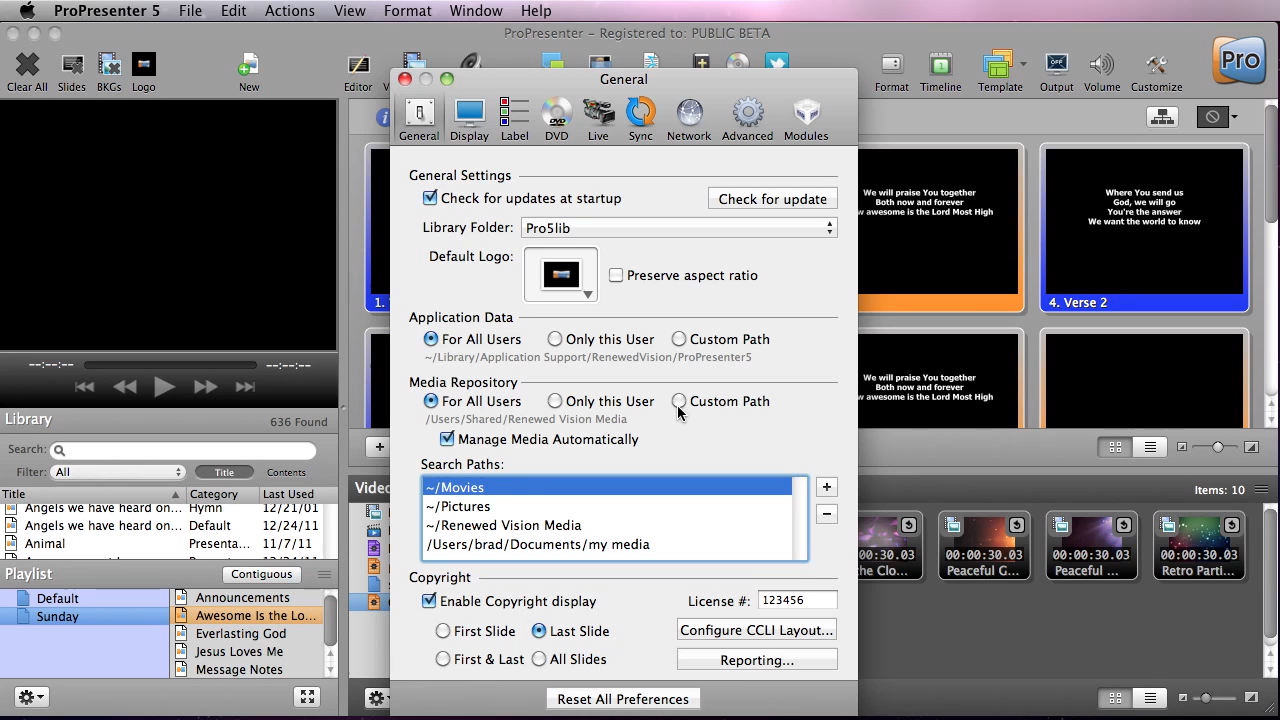 ProPresenter 5 File Edit Actions View Format Window Help
ProPresenter – Registered to: PUBLIC BETA
Clear All Slides BKGs Logo New Editor Format Timeline Template Output Volume Customize
Pro
General
General Display Label DVD Live Sync Network Advanced Modules
General Settings
Check for updates at startup Check for update
Library Folder: Pro5lib
Default Logo: Preserve aspect ratio
Application Data
For All Users Only this User Custom Path
~/Library/Application Support/RenewedVision/ProPresenter5
Media Repository
For All Users Only this User Custom Path
/Users/Shared/Renewed Vision Media
Manage Media Automatically
Search Paths:
~/Movies
~/Pictures
~/Renewed Vision Media
/Users/brad/Documents/my media
Copyright
Enable Copyright display License #: 123456
First Slide Last Slide Configure CCLI Layout...
First & Last All Slides Reporting...
Reset All Preferences
We will praise You together
Both now and forever
w awesome is the Lord Most High
Where You send us
God, we will go
You're the answer
We want the world to know
1.
4. Verse 2
We will praise You together
Both now and forever
w awesome is the Lord Most High
--:--:-- --:--:--
Library 636 Found
Search:
Filter: All Title Contents
Title Category Last Used
Angels we have heard on... Hymn 12/21/01
Angels we have heard on... Default 12/24/11
Animal Presenta... 11/7/11
Playlist Contiguous
Default
Sunday
Announcements
Awesome Is the Lo...
Everlasting God
Jesus Loves Me
Message Notes
Video
Items: 10
00:00:30.03
the Clo...
00:00:30.03
Peaceful G...
00:00:30.03
Peaceful ...
00:00:30.03
Retro Parti...